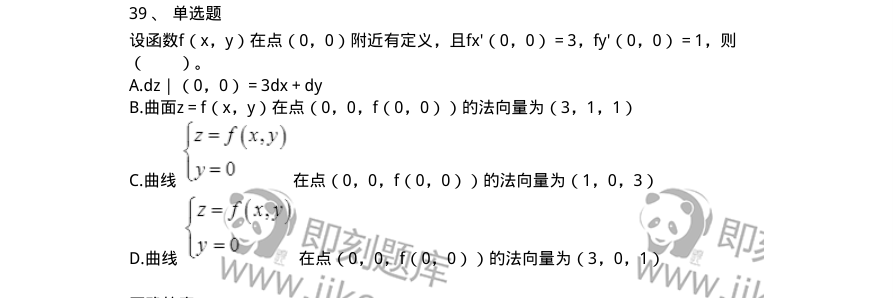 39 、 单选题
设函数f（x，y）在点（0，0）附近有定义，且fx'（0，0）=3，fy'（0，0）=1，则
（　　）。
A.dz｜（0，0）=3dx+dy
B.曲面z=f（x，y）在点（0，0，f（0，0））的法向量为（3，1，1）
C.曲线 {z=f(x,y) y=0 在点（0，0，f（0，0））的法向量为（1，0，3）
D.曲线 {z=f(x,y) y=0 在点（0，0，f（0，0））的法向量为（3，0，1）
即刻题库
www.jike
即
www.jik